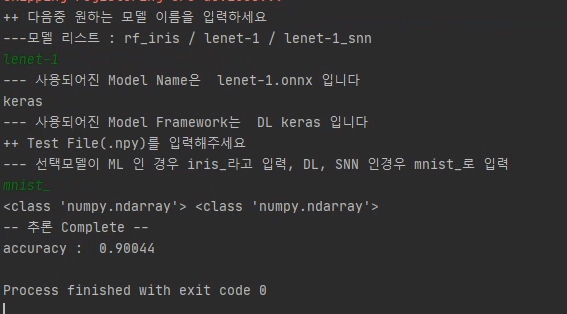 ++ 다음중 원하는 모델 이름을 입력하세요
---모델 리스트 : rf_iris / lenet-1 / lenet-1_snn
lenet-1
--- 사용되어진 Model Name은  lenet-1.onnx 입니다
keras
--- 사용되어진 Model Framework는  DL keras 입니다
++ Test File(.npy)를 입력해주세요
--- 선택모델이 ML 인 경우 iris_라고 입력, DL, SNN 인경우 mnist_로 입력
mnist_
<class 'numpy.ndarray'> <class 'numpy.ndarray'>
-- 추론 Complete --
accuracy :  0.90044
Process finished with exit code 0